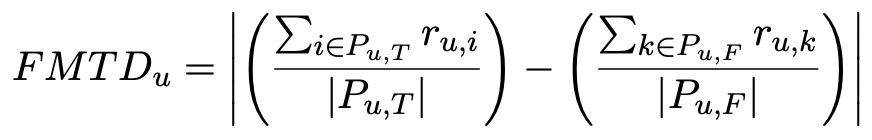 $FMTD_u = \left| \left( \frac{\sum_{i \in P_{u,T}} r_{u,i}}{|P_{u,T}|} \right) - \left( \frac{\sum_{k \in P_{u,F}} r_{u,k}}{|P_{u,F}|} \right) \right|$